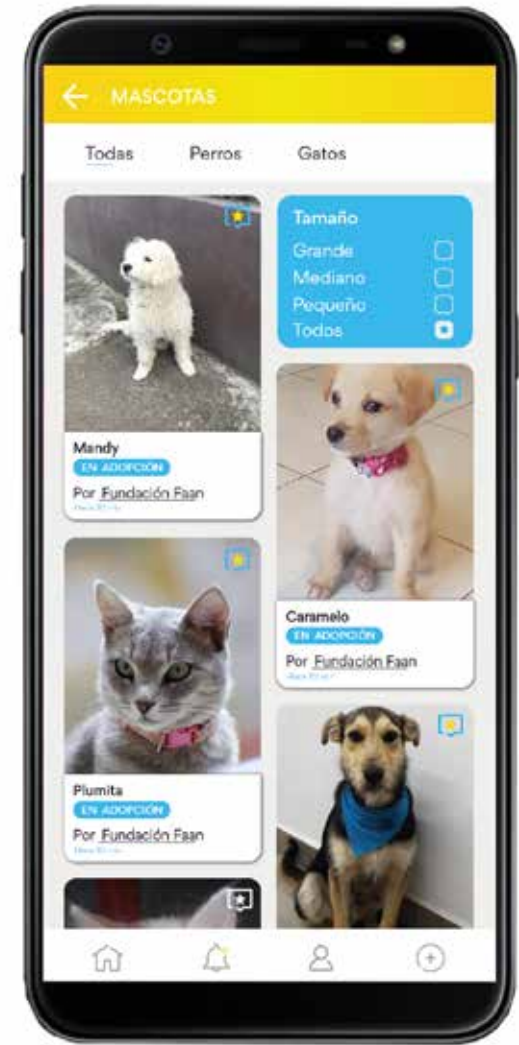 MASCOTAS
Todas
Perros
Gatos
Tamaño
Grande
Mediano
Pequeño
Todos
Mandy
EN ADOPCIÓN
Por Fundación Faan
Caramelo
EN ADOPCIÓN
Por Fundación Faan
Plumita
EN ADOPCIÓN
Por Fundación Faan